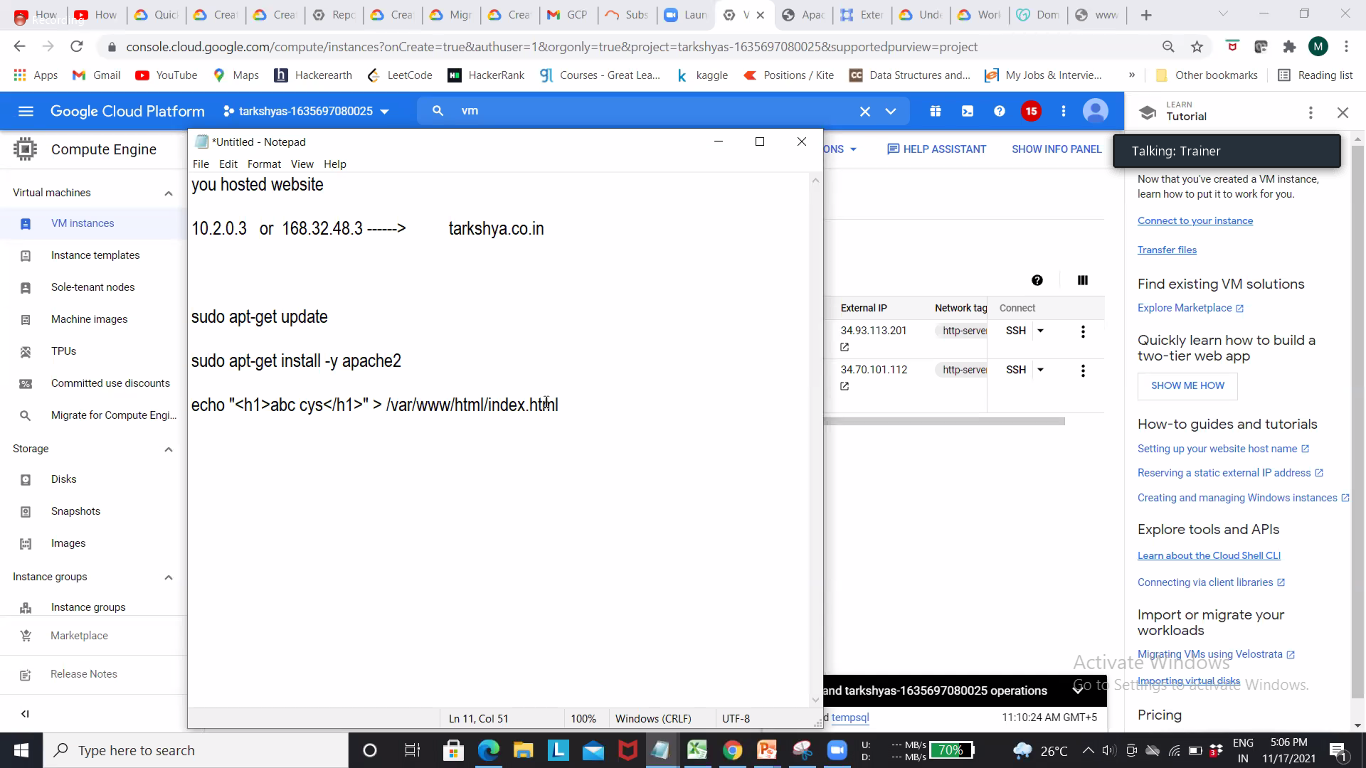 How
You
Quick
Creat
Crea
Repo
Crea
Migr
Crea
GCP
Subs
Laun
V
Apac
Exter
Unde
Work
Dom
www
console.cloud.google.com/compute/instances?onCreate=true&authuser=1&orgonly=true&project=tarkshyas-1635697080025&supportedpurview=project
M
Apps
Gmail
YouTube
Maps
Hackerearth
LeetCode
HackerRank
Courses - Great Lea...
kaggle
Positions / Kite
Data Structures and...
My Jobs & Intervie...
»
Other bookmarks
Reading list
Google Cloud Platform
tarkshyas-1635697080025
vm
15
LEARN
Tutorial
Compute Engine
*Untitled - Notepad
ONS
HELP ASSISTANT
SHOW INFO PANEL
Talking: Trainer
File Edit Format View Help
Virtual machines
VM instances
Instance templates
Sole-tenant nodes
Machine images
TPUs
Committed use discounts
Migrate for Compute Engi...
Storage
Disks
Snapshots
Images
Instance groups
Instance groups
Marketplace
Release Notes
you hosted website
10.2.0.3 or 168.32.48.3 ------> tarkshya.co.in
sudo apt-get update
sudo apt-get install -y apache2
echo "<h1>abc cys</h1>" > /var/www/html/index.html
Ln 11, Col 51
100%
Windows (CRLF)
UTF-8
External IP
Network tag
Connect
34.93.113.201
http-serve
SSH
34.70.101.112
http-serve
SSH
and tarkshyas-1635697080025 operations
d tempsql
11:10:24 AM GMT+5
Now that you've created a VM instance,
learn how to put it to work for you.
Connect to your instance
Transfer files
Find existing VM solutions
Explore Marketplace
Quickly learn how to build a
two-tier web app
SHOW ME HOW
How-to guides and tutorials
Setting up your website host name
Reserving a static external IP address
Creating and managing Windows instances
Explore tools and APIs
Learn about the Cloud Shell CLI
Connecting via client libraries
Import or migrate your
workloads
Migrating VMs using Velostrata
Importing virtual disks
Pricing
Activate Windows
Go to Settings to activate Windows.
Type here to search
U: --- MB/s
D: --- MB/s
70%
26°C
ENG
IN
5:06 PM
11/17/2021
1